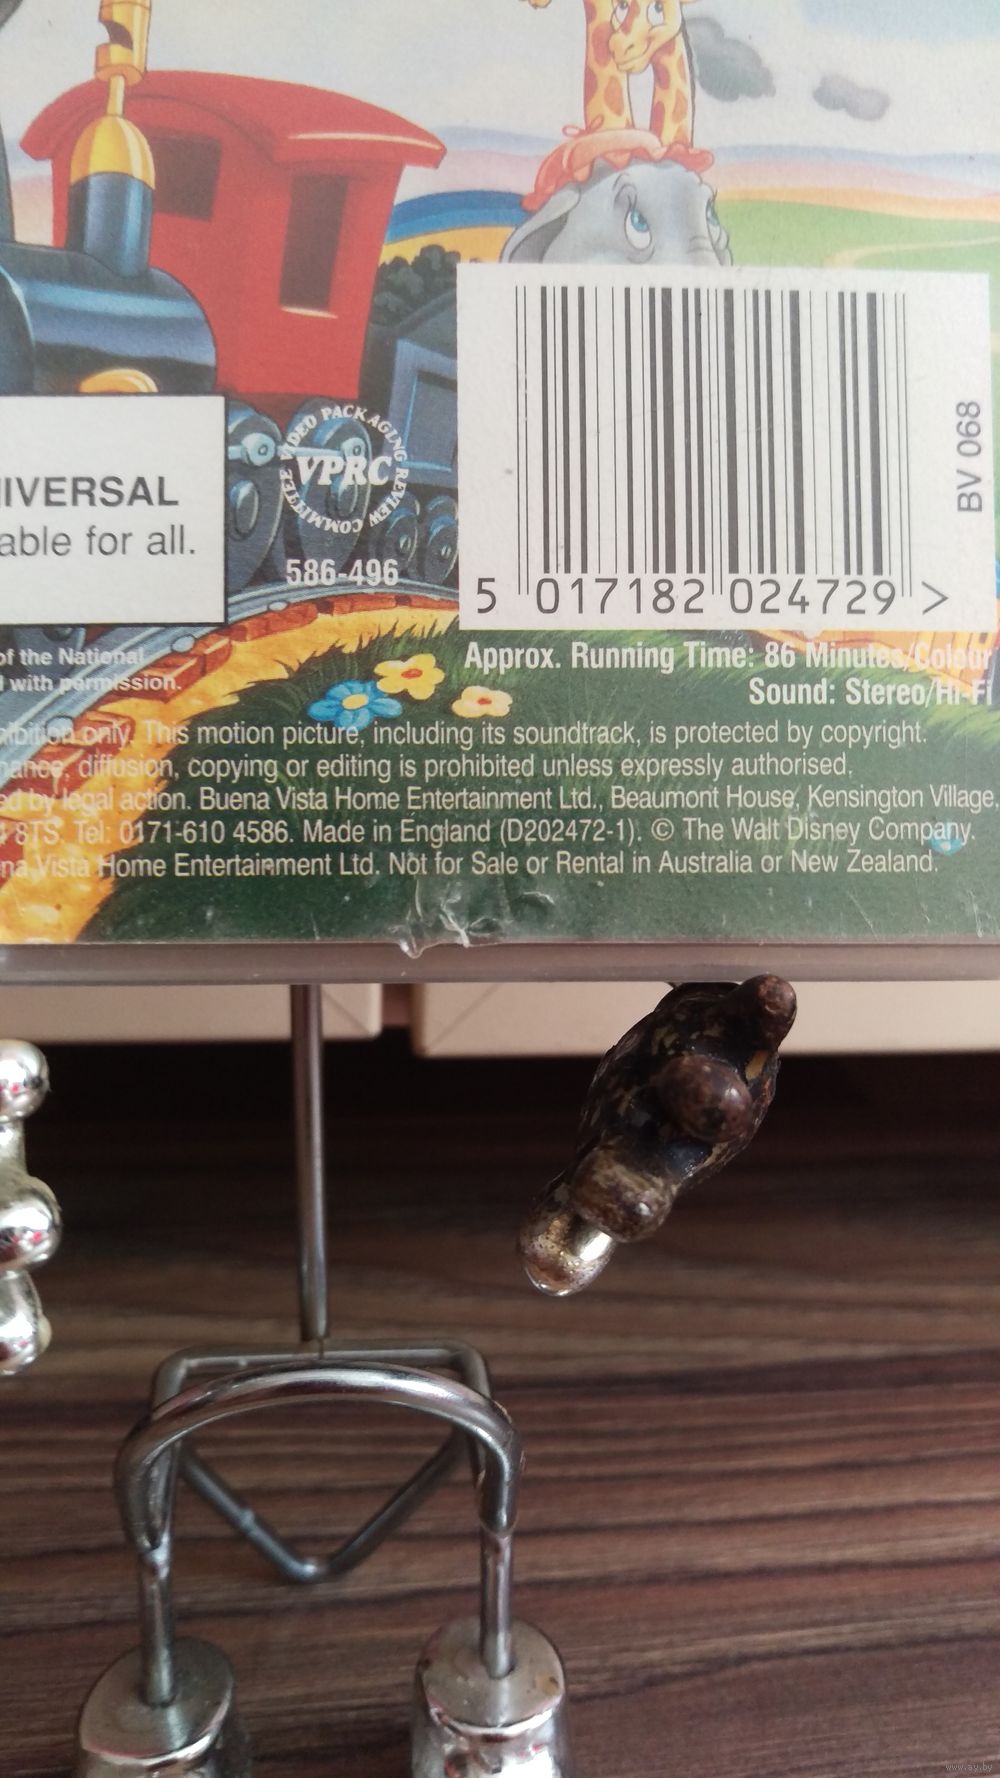 BV 068
VIDEO PACKAGING REVIEW COMMITTEE
VPRC
586-496
IVERSAL
able for all.
5 017182 024729 >
of the National
with permission.
Approx. Running Time: 86 Minutes/Colour
Sound: Stereo/Hi-Fi
only. This motion picture, including its soundtrack, is protected by copyright.
diffusion, copying or editing is prohibited unless expressly authorised.
ed by legal action. Buena Vista Home Entertainment Ltd., Beaumont House, Kensington Village,
8TS. Tel: 0171-610 4586. Made in England (D202472-1). © The Walt Disney Company.
na Vista Home Entertainment Ltd. Not for Sale or Rental in Australia or New Zealand.
www.ay.by